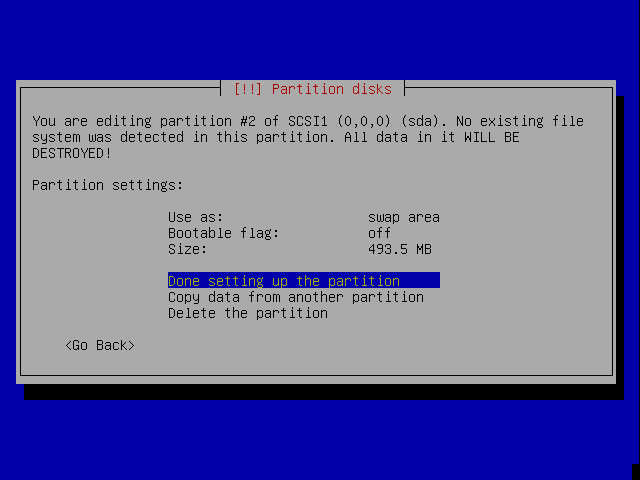 [!!] Partition disks
You are editing partition #2 of SCSI1 (0,0,0) (sda). No existing file
system was detected in this partition. All data in it WILL BE
DESTROYED!
Partition settings:
Use as: swap area
Bootable flag: off
Size: 493.5 MB
Done setting up the partition
Copy data from another partition
Delete the partition
<Go Back>